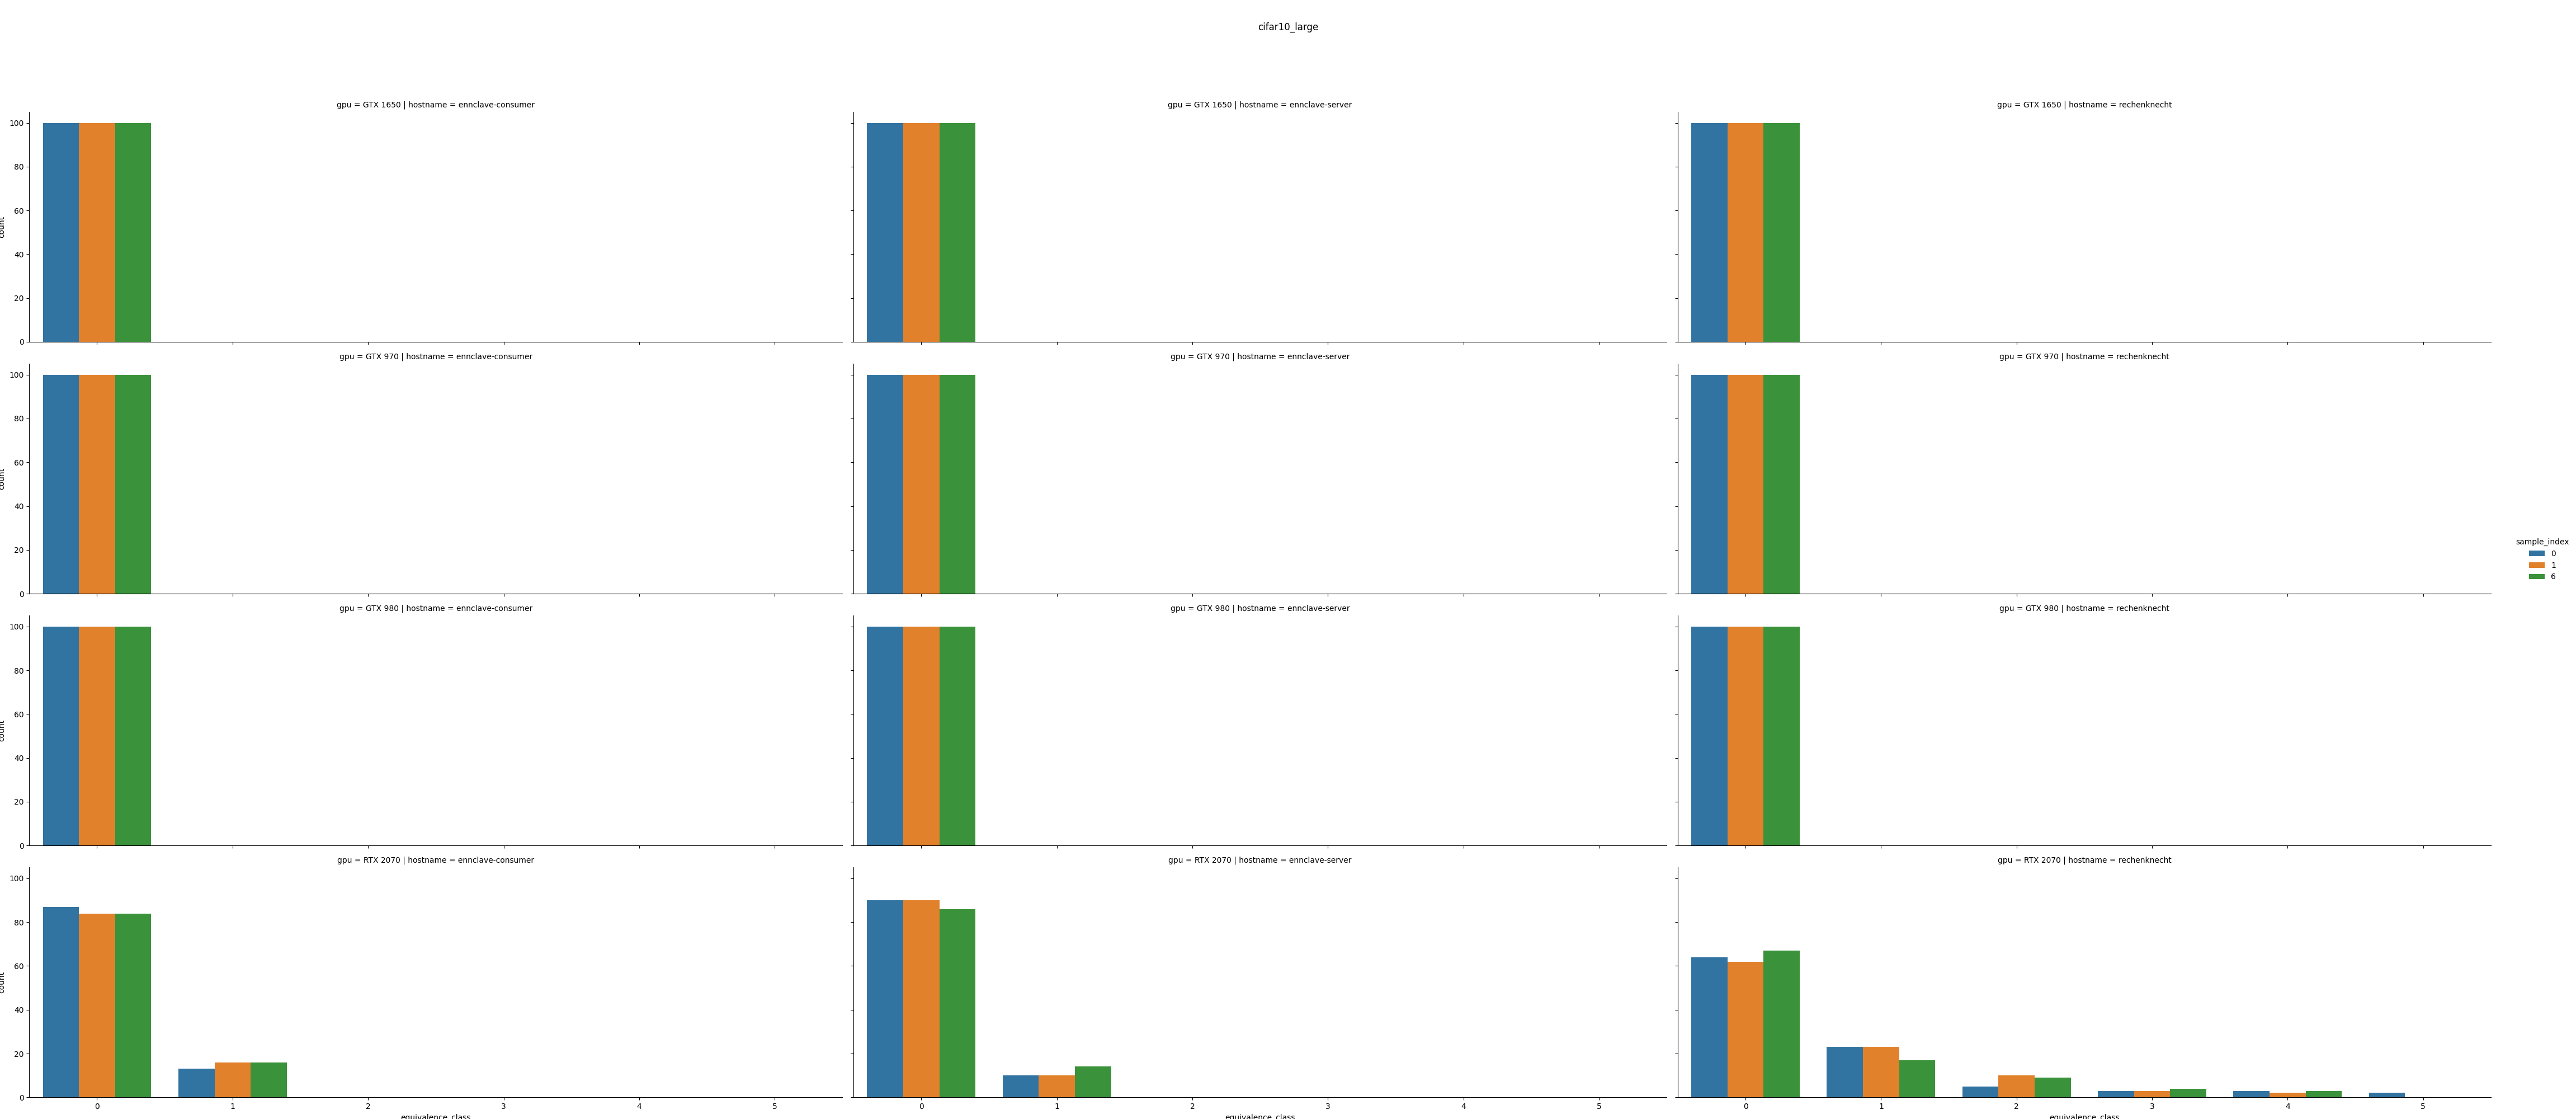 cifar10_large
gpu = GTX 1650 | hostname = ennclave-consumer
gpu = GTX 1650 | hostname = ennclave-server
gpu = GTX 1650 | hostname = rechenknecht
100
80
60
40
20
0
count
gpu = GTX 970 | hostname = ennclave-consumer
gpu = GTX 970 | hostname = ennclave-server
gpu = GTX 970 | hostname = rechenknecht
100
80
60
40
20
0
count
sample_index
0
1
6
gpu = GTX 980 | hostname = ennclave-consumer
gpu = GTX 980 | hostname = ennclave-server
gpu = GTX 980 | hostname = rechenknecht
100
80
60
40
20
0
count
gpu = RTX 2070 | hostname = ennclave-consumer
gpu = RTX 2070 | hostname = ennclave-server
gpu = RTX 2070 | hostname = rechenknecht
100
80
60
40
20
0
count
0 1 2 3 4 5
0 1 2 3 4 5
0 1 2 3 4 5
equivalence_class
equivalence_class
equivalence_class